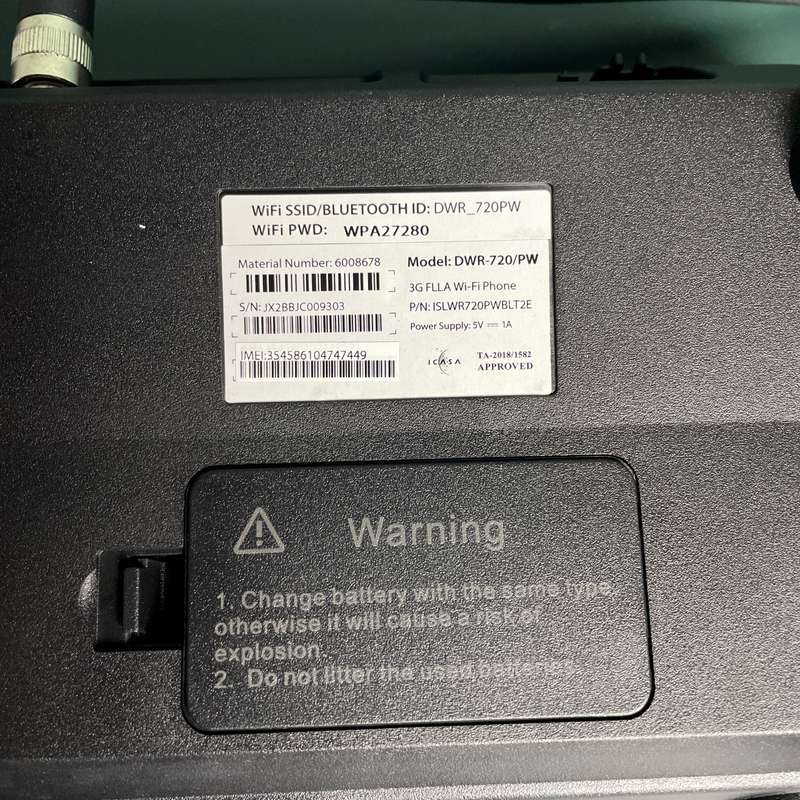 WiFi SSID/BLUETOOTH ID: DWR_720PW
WiFi PWD: WPA27280
Material Number: 6008678
Model: DWR-720/PW
3G FLLA Wi-Fi Phone
S/N: JX2BBJC009303
P/N: ISLWR720PWBLT2E
Power Supply: 5V ⎓ 1A
IMEI:354586104747449
ICASA
TA-2018/1582
APPROVED
Warning
1. Change battery with the same type,
otherwise it will cause a risk of
explosion.
2. Do not litter the used batteries.